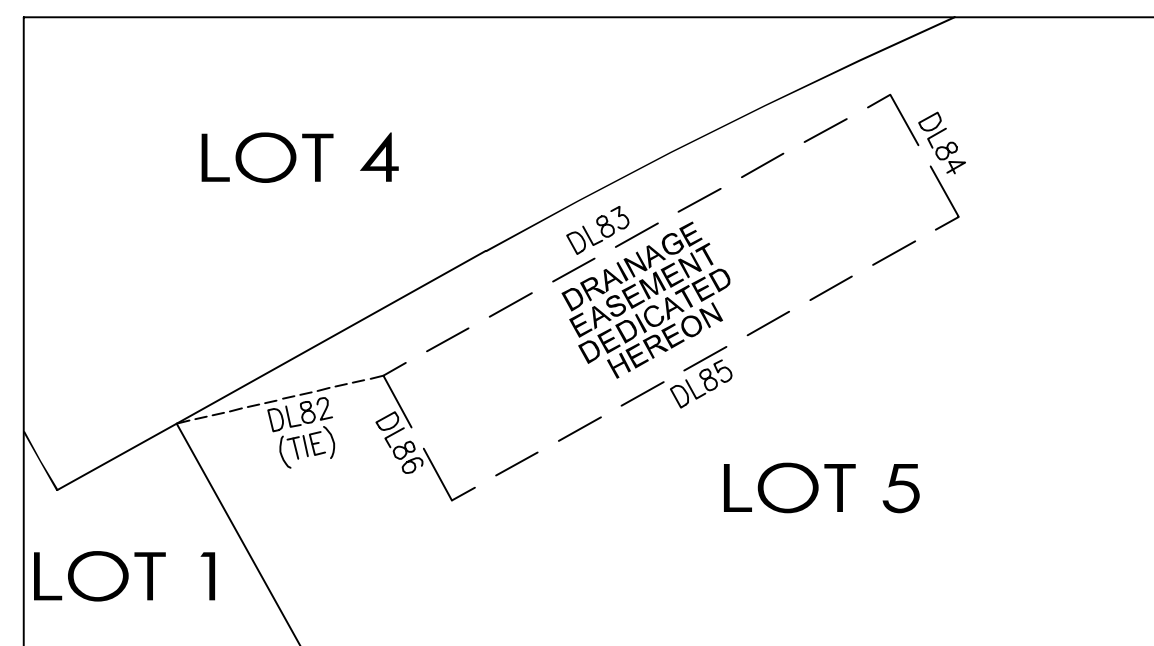 LOT 4
DL84
DL83
DRAINAGE
EASEMENT
DEDICATED
HEREON
DL85
DL82
(TIE)
DL86
LOT 5
LOT 1